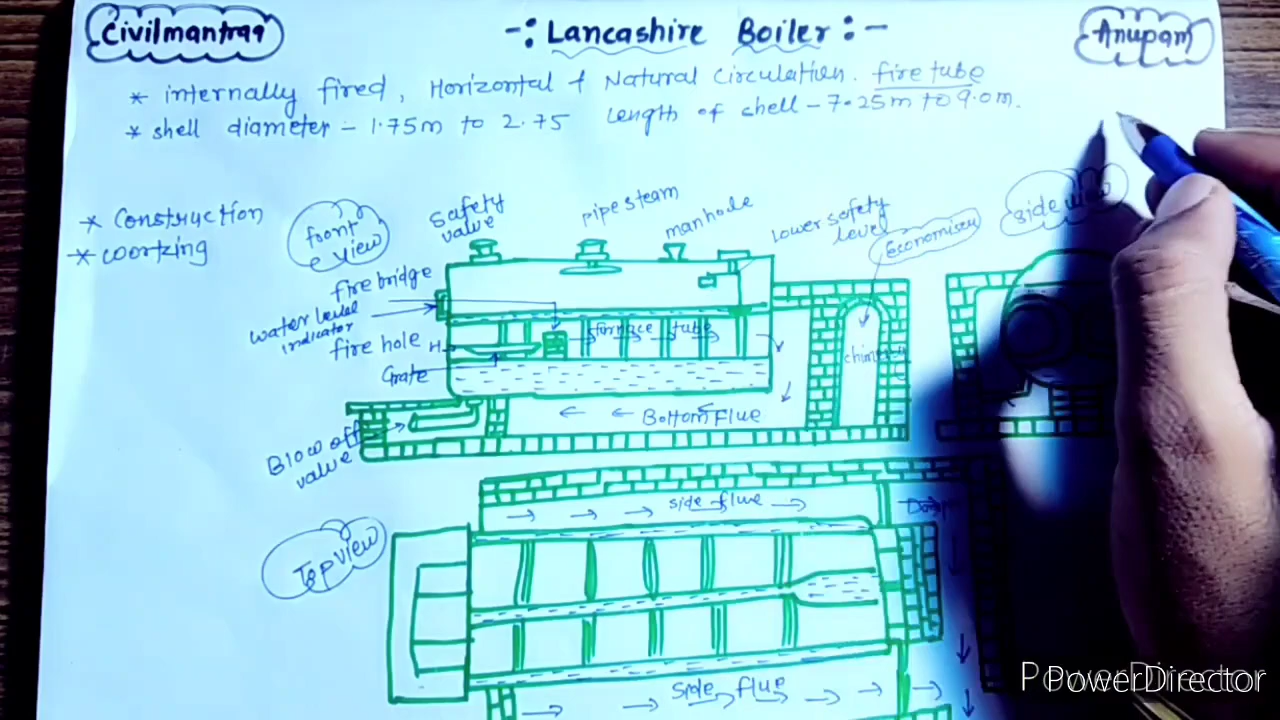 Civilmantraa
-: Lancashire Boiler :-
Anupam
* internally fired, Horizontal + Natural Circulation. fire tube
* shell diameter - 1.75m to 2.75 Length of shell - 7.25m to 9.0m.
* Construction
* woorking
front
view
Safety
valve
pipe steam
manhole
Lower safety
level
Economiser
side
fire bridge
water level
indicator
fire hole
Grate
furnace tube
chimney
Bottom flue
Blow off
valve
side flue
Top view
side flue
PowerDirector